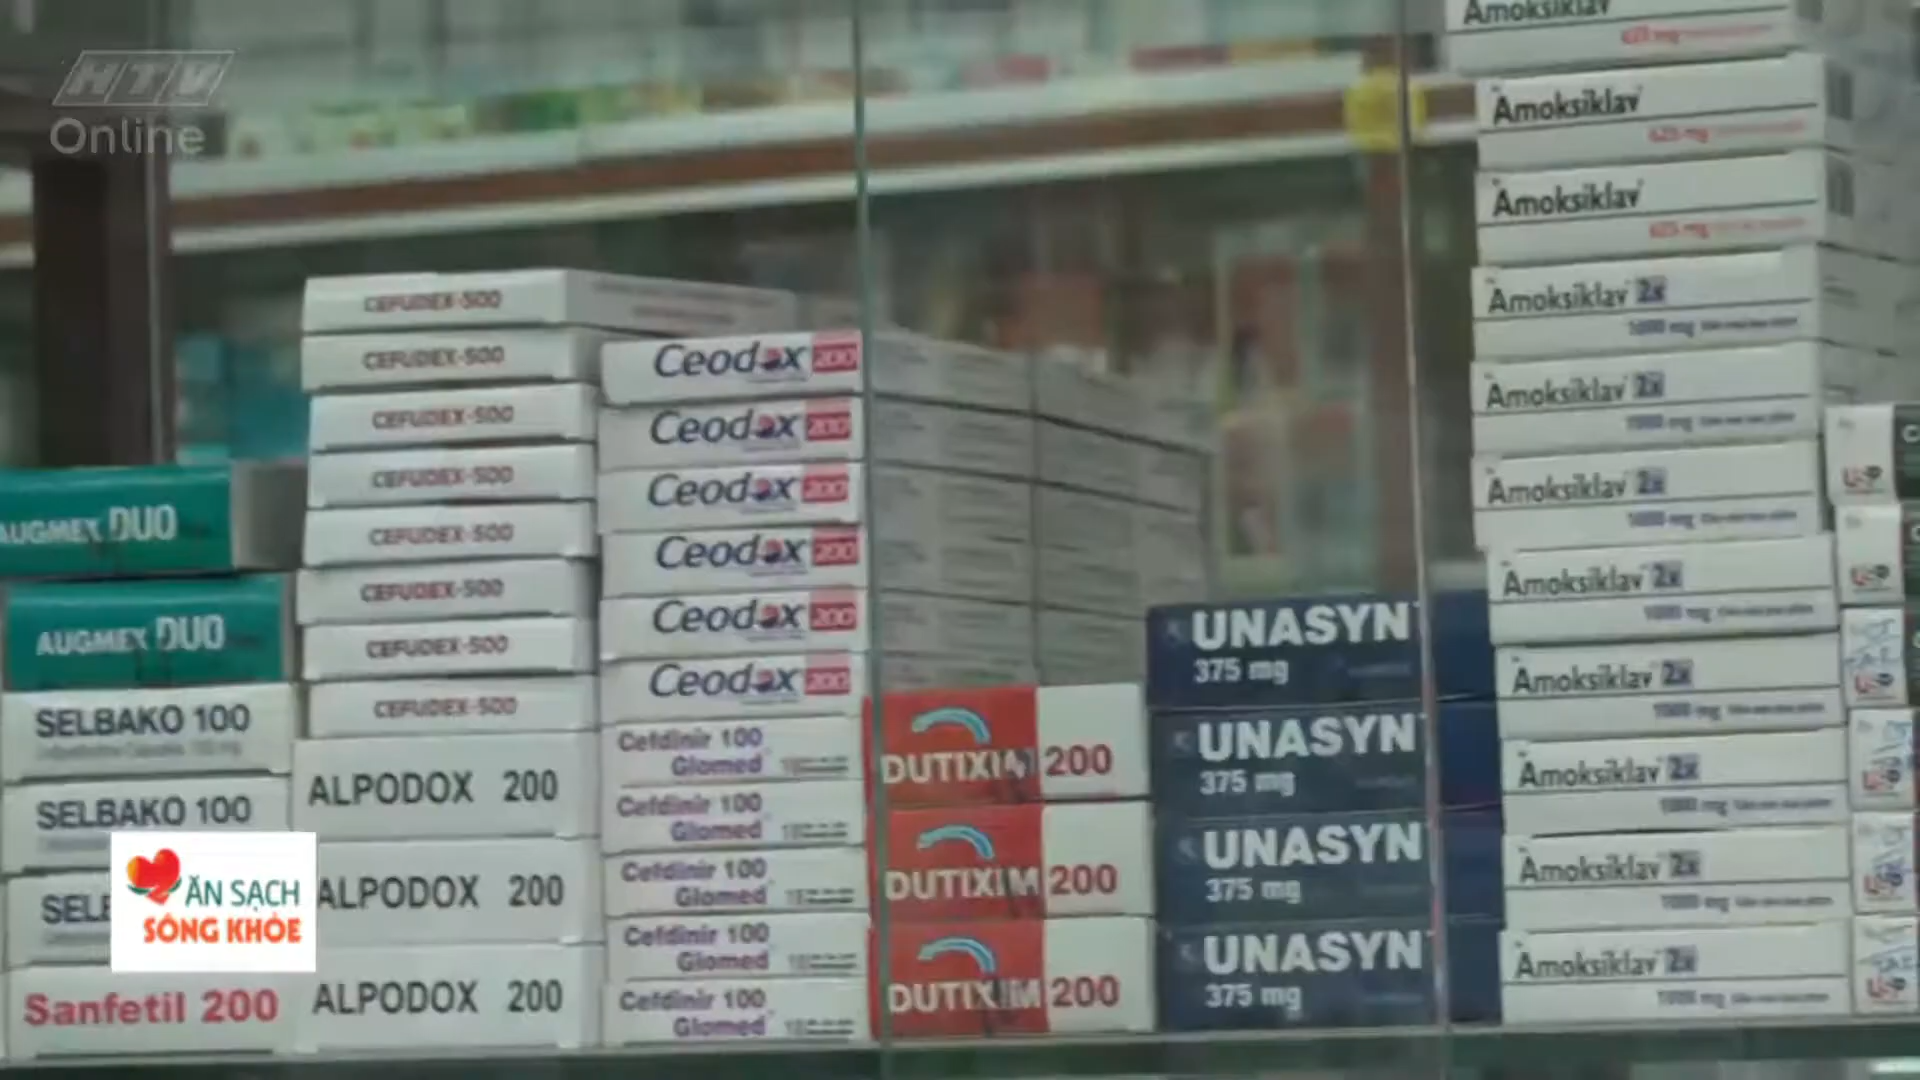 HTV
Online
AUGMEX DUO
AUGMEX DUO
SELBAKO 100
SELBAKO 100
SELB
Sanfetil 200
ĂN SẠCH
SỐNG KHỎE
CEFUDEX-500
CEFUDEX-500
CEFUDEX-500
CEFUDEX-500
CEFUDEX-500
CEFUDEX-500
CEFUDEX-500
CEFUDEX-500
ALPODOX 200
ALPODOX 200
ALPODOX 200
Ceodox 200
Ceodox 200
Ceodox 200
Ceodox 200
Ceodox 200
Ceodox 200
Cefdinir 100
Glomed
Cefdinir 100
Glomed
Cefdinir 100
Glomed
Cefdinir 100
Glomed
Cefdinir 100
Glomed
DUTIXIM 200
DUTIXIM 200
DUTIXIM 200
UNASYN
375 mg
UNASYN
375 mg
UNASYN
375 mg
UNASYN
375 mg
Amoksiklav
625 mg
Amoksiklav
625 mg
Amoksiklav
625 mg
Amoksiklav 2x
1000 mg
Amoksiklav 2x
1000 mg
Amoksiklav 2x
1000 mg
Amoksiklav 2x
1000 mg
Amoksiklav 2x
1000 mg
Amoksiklav 2x
1000 mg
Amoksiklav 2x
1000 mg
Amoksiklav 2x
1000 mg